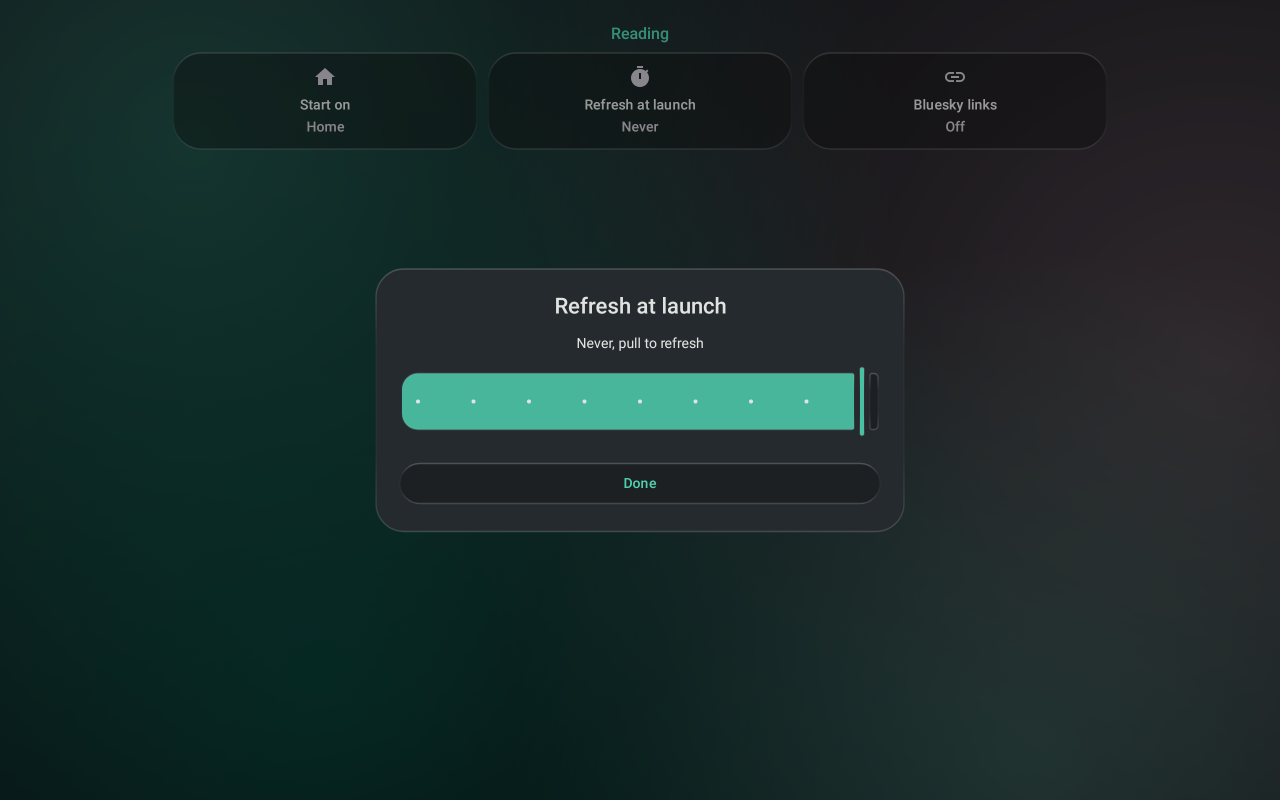 Reading
Start on
Home
Refresh at launch
Never
Bluesky links
Off
Refresh at launch
Never, pull to refresh
Done